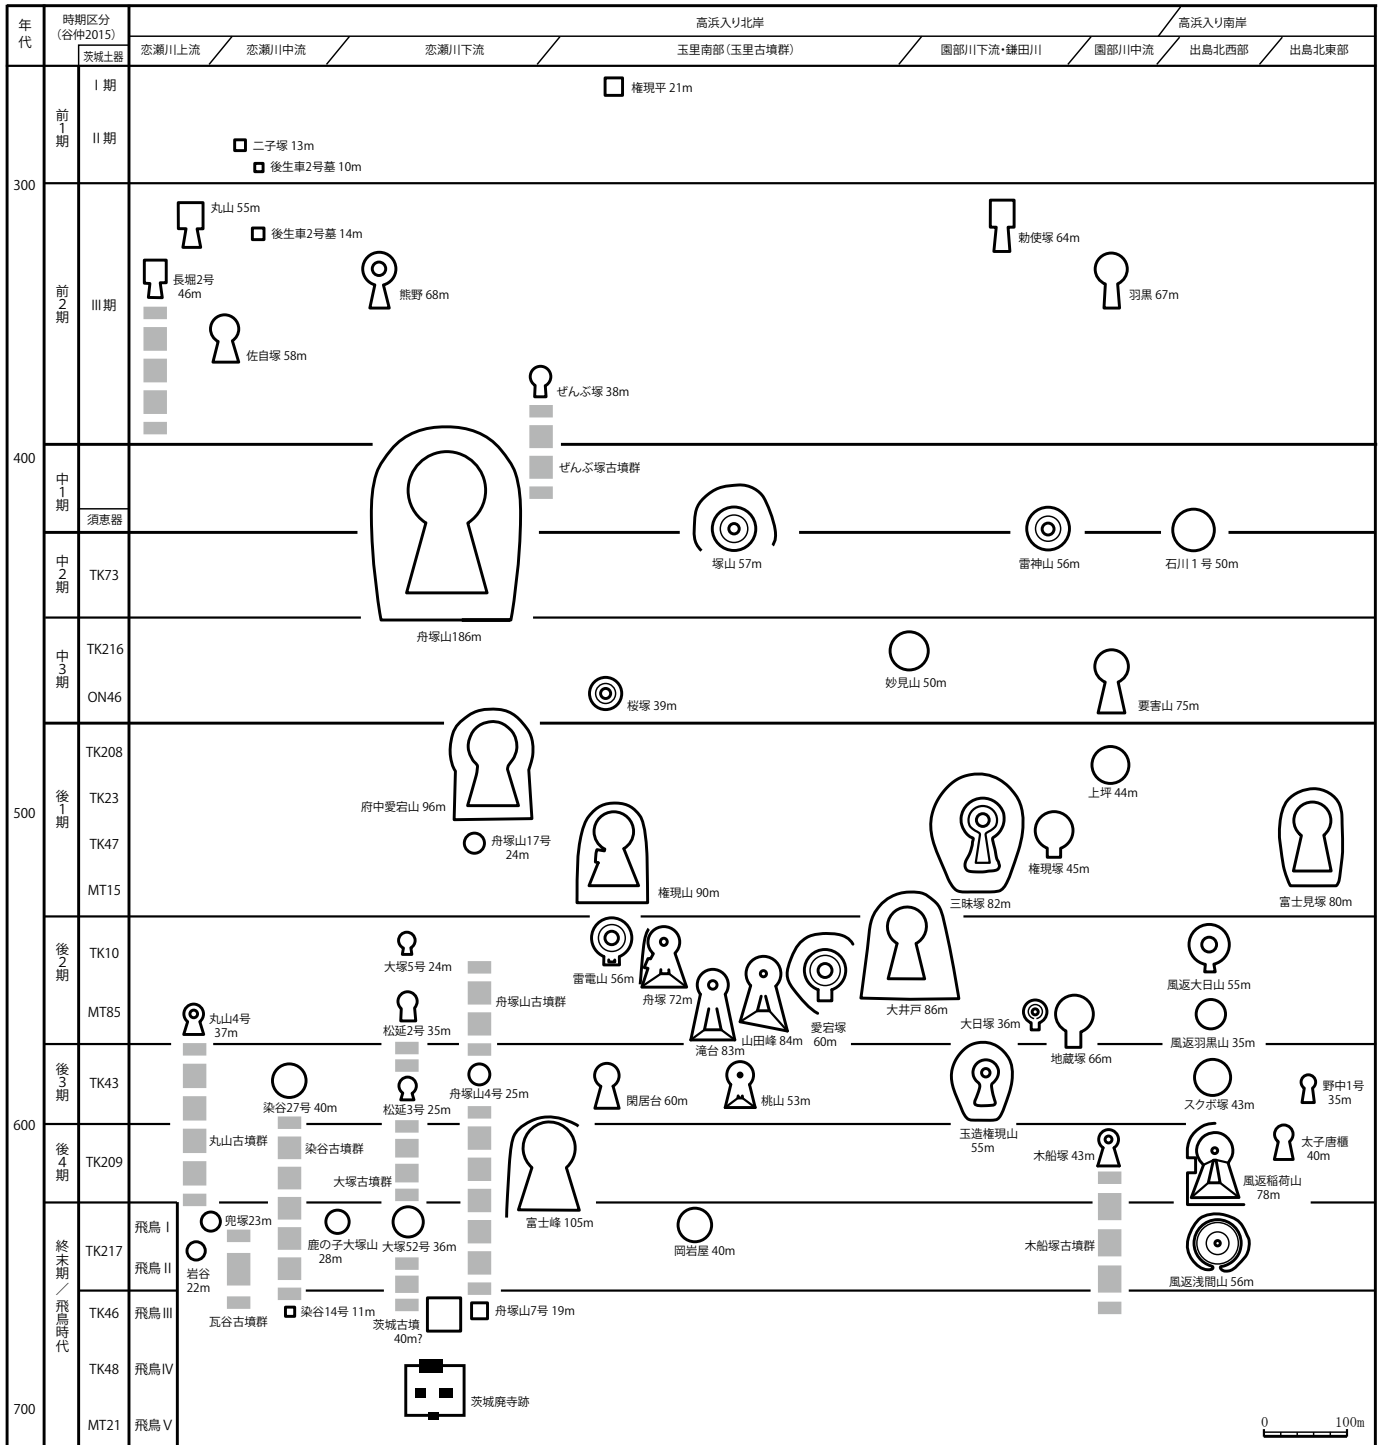 年代
時期区分
(谷仲2015)
茨城土器
高浜入り北岸
高浜入り南岸
恋瀬川上流
恋瀬川中流
恋瀬川下流
玉里南部(玉里古墳群)
園部川下流・鎌田川
園部川中流
出島北西部
出島北東部
前1期
Ⅰ期
Ⅱ期
権現平 21m
二子塚 13m
後生車2号墓 10m
300
前2期
Ⅲ期
丸山 55m
後生車2号墓 14m
長堀2号
46m
佐自塚 58m
熊野 68m
ぜんぶ塚 38m
勅使塚 64m
羽黒 67m
400
中1期
須恵器
ぜんぶ塚古墳群
塚山 57m
雷神山 56m
石川1号 50m
中2期
TK73
舟塚山186m
中3期
TK216
ON46
桜塚 39m
妙見山 50m
要害山 75m
500
後1期
TK208
TK23
TK47
MT15
府中愛宕山 96m
舟塚山17号
24m
権現山 90m
三昧塚 82m
権現塚 45m
上坪 44m
富士見塚 80m
後2期
TK10
MT85
大塚5号 24m
舟塚山古墳群
丸山4号
37m
松延2号 35m
雷電山 56m
舟塚 72m
滝台 83m
山田峰 84m
愛宕塚
60m
大井戸 86m
大日塚 36m
地蔵塚 66m
風返大日山 55m
風返羽黒山 35m
後3期
TK43
染谷27号 40m
松延3号 25m
舟塚山4号 25m
閑居台 60m
桃山 53m
玉造権現山
55m
スクボ塚 43m
野中1号
35m
600
後4期
TK209
丸山古墳群
染谷古墳群
大塚古墳群
富士峰 105m
木船塚 43m
風返稲荷山
78m
太子唐櫃
40m
終末期/飛鳥時代
TK217
飛鳥Ⅰ
飛鳥Ⅱ
兜塚23m
岩谷
22m
鹿の子大塚山
28m
大塚52号 36m
岡岩屋 40m
木船塚古墳群
風返浅間山 56m
TK46
飛鳥Ⅲ
瓦谷古墳群
染谷14号 11m
茨城古墳
40m?
舟塚山7号 19m
TK48
飛鳥Ⅳ
茨城廃寺跡
700
MT21
飛鳥Ⅴ
0 100m